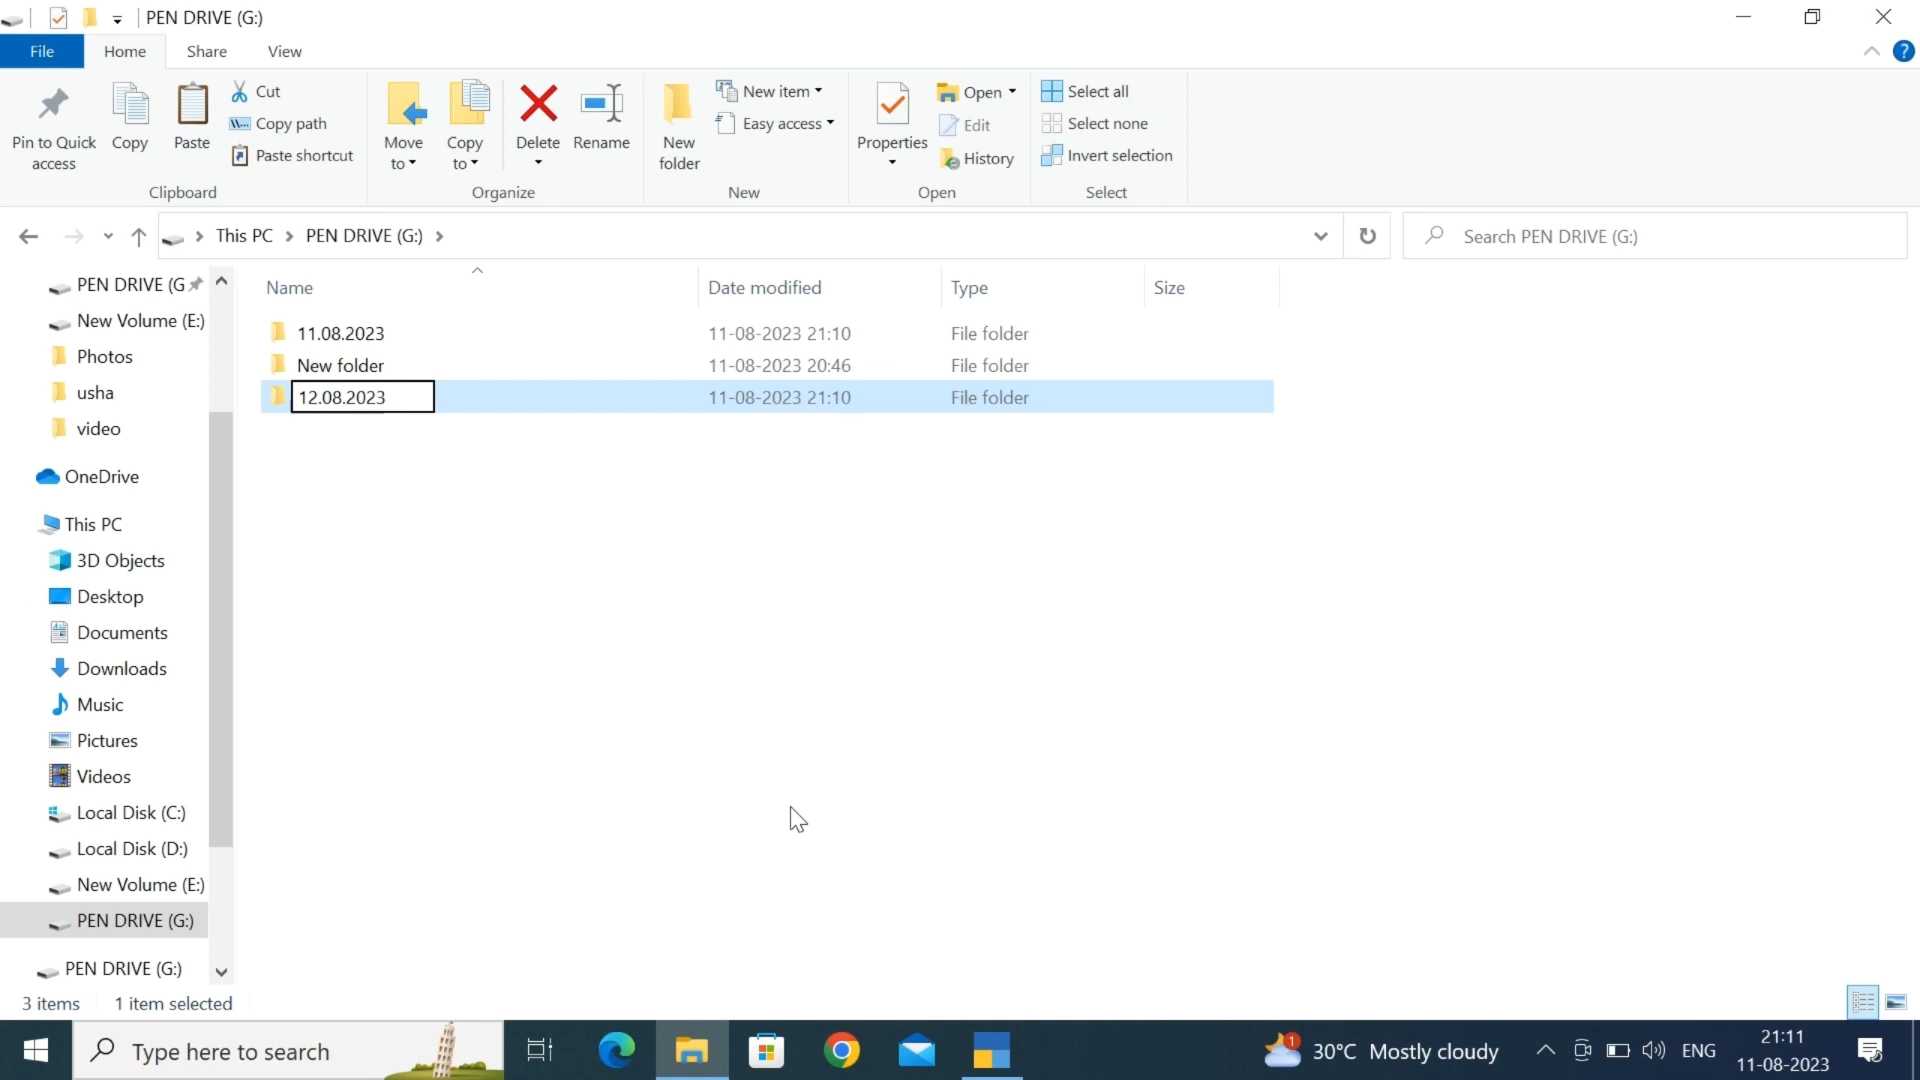 PEN DRIVE (G:)
File Home Share View
Pin to Quick access
Copy
Paste
Cut
Copy path
Paste shortcut
Clipboard
Move to
Copy to
Delete
Rename
Organize
New folder
New item
Easy access
New
Properties
Open
Edit
History
Open
Select all
Select none
Invert selection
Select
This PC PEN DRIVE (G:)
Search PEN DRIVE (G:)
PEN DRIVE (G
New Volume (E:)
Photos
usha
video
OneDrive
This PC
3D Objects
Desktop
Documents
Downloads
Music
Pictures
Videos
Local Disk (C:)
Local Disk (D:)
New Volume (E:)
PEN DRIVE (G:)
PEN DRIVE (G:)
Name Date modified Type Size
11.08.2023 11-08-2023 21:10 File folder
New folder 11-08-2023 20:46 File folder
12.08.2023 11-08-2023 21:10 File folder
3 items 1 item selected
Type here to search
1
30°C Mostly cloudy
ENG
21:11
11-08-2023